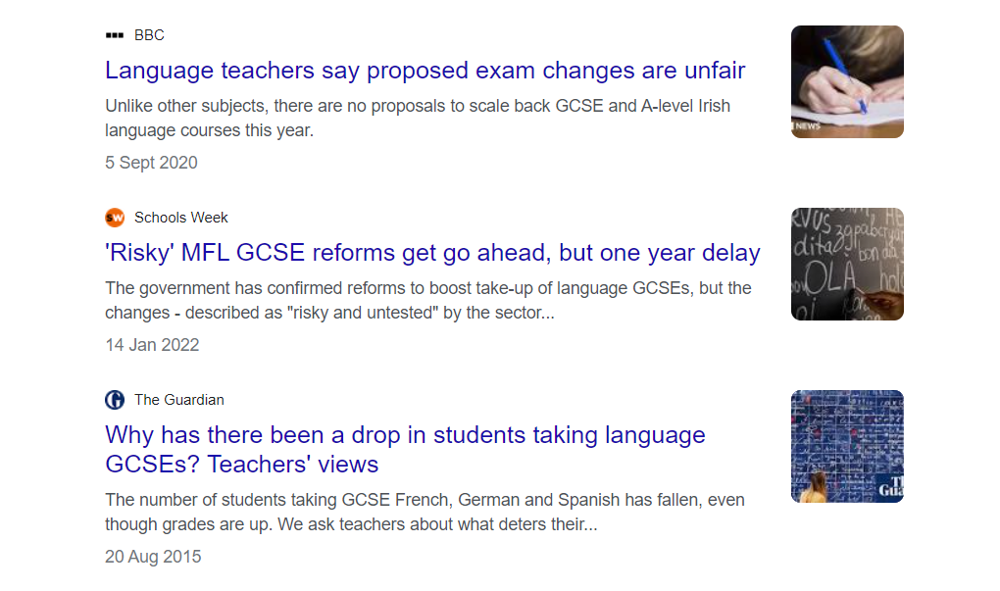 BBC
Language teachers say proposed exam changes are unfair
Unlike other subjects, there are no proposals to scale back GCSE and A-level Irish
language courses this year.
5 Sept 2020
NEWS
SW
Schools Week
'Risky' MFL GCSE reforms get go ahead, but one year delay
The government has confirmed reforms to boost take-up of language GCSEs, but the
changes - described as "risky and untested" by the sector...
14 Jan 2022
OLA
G
The Guardian
Why has there been a drop in students taking language
GCSEs? Teachers' views
The number of students taking GCSE French, German and Spanish has fallen, even
though grades are up. We ask teachers about what deters their...
20 Aug 2015